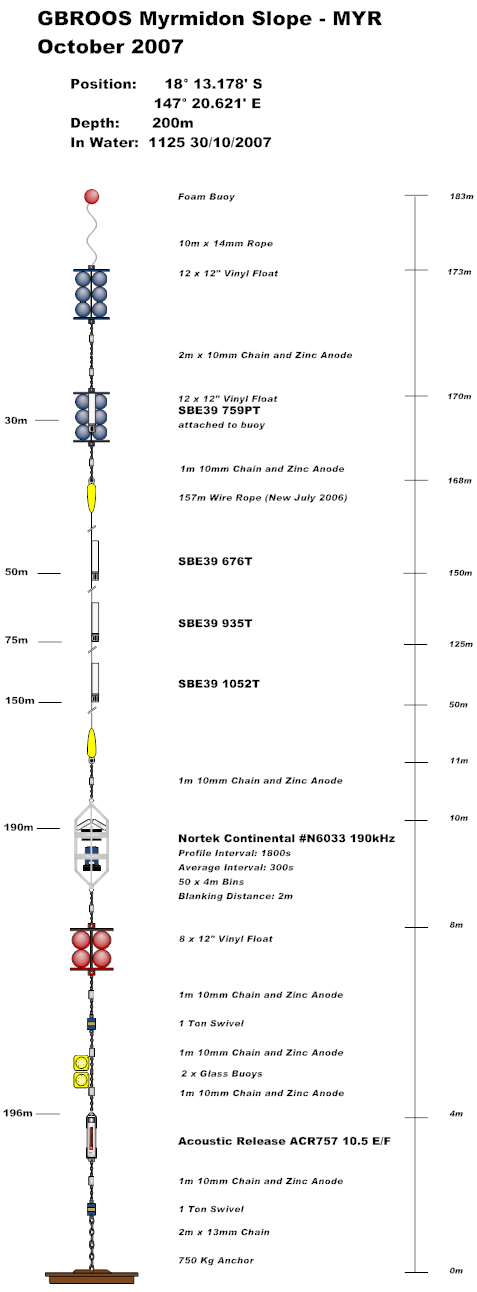 GBROOS Myrmidon Slope - MYR
October 2007
Position: 18° 13.178' S
147° 20.621' E
Depth: 200m
In Water: 1125 30/10/2007
Foam Buoy 183m
10m x 14mm Rope
12 x 12" Vinyl Float 173m
2m x 10mm Chain and Zinc Anode
12 x 12" Vinyl Float 170m
SBE39 759PT
30m attached to buoy
1m 10mm Chain and Zinc Anode
168m
157m Wire Rope (New July 2006)
SBE39 676T
50m 150m
SBE39 935T
75m 125m
SBE39 1052T
150m 50m
11m
1m 10mm Chain and Zinc Anode
10m
190m Nortek Continental #N6033 190kHz
Profile Interval: 1800s
Average Interval: 300s
50 x 4m Bins
Blanking Distance: 2m
8m
8 x 12" Vinyl Float
1m 10mm Chain and Zinc Anode
1 Ton Swivel
1m 10mm Chain and Zinc Anode
2 x Glass Buoys
1m 10mm Chain and Zinc Anode
196m 4m
Acoustic Release ACR757 10.5 E/F
1m 10mm Chain and Zinc Anode
1 Ton Swivel
2m x 13mm Chain
750 Kg Anchor
0m